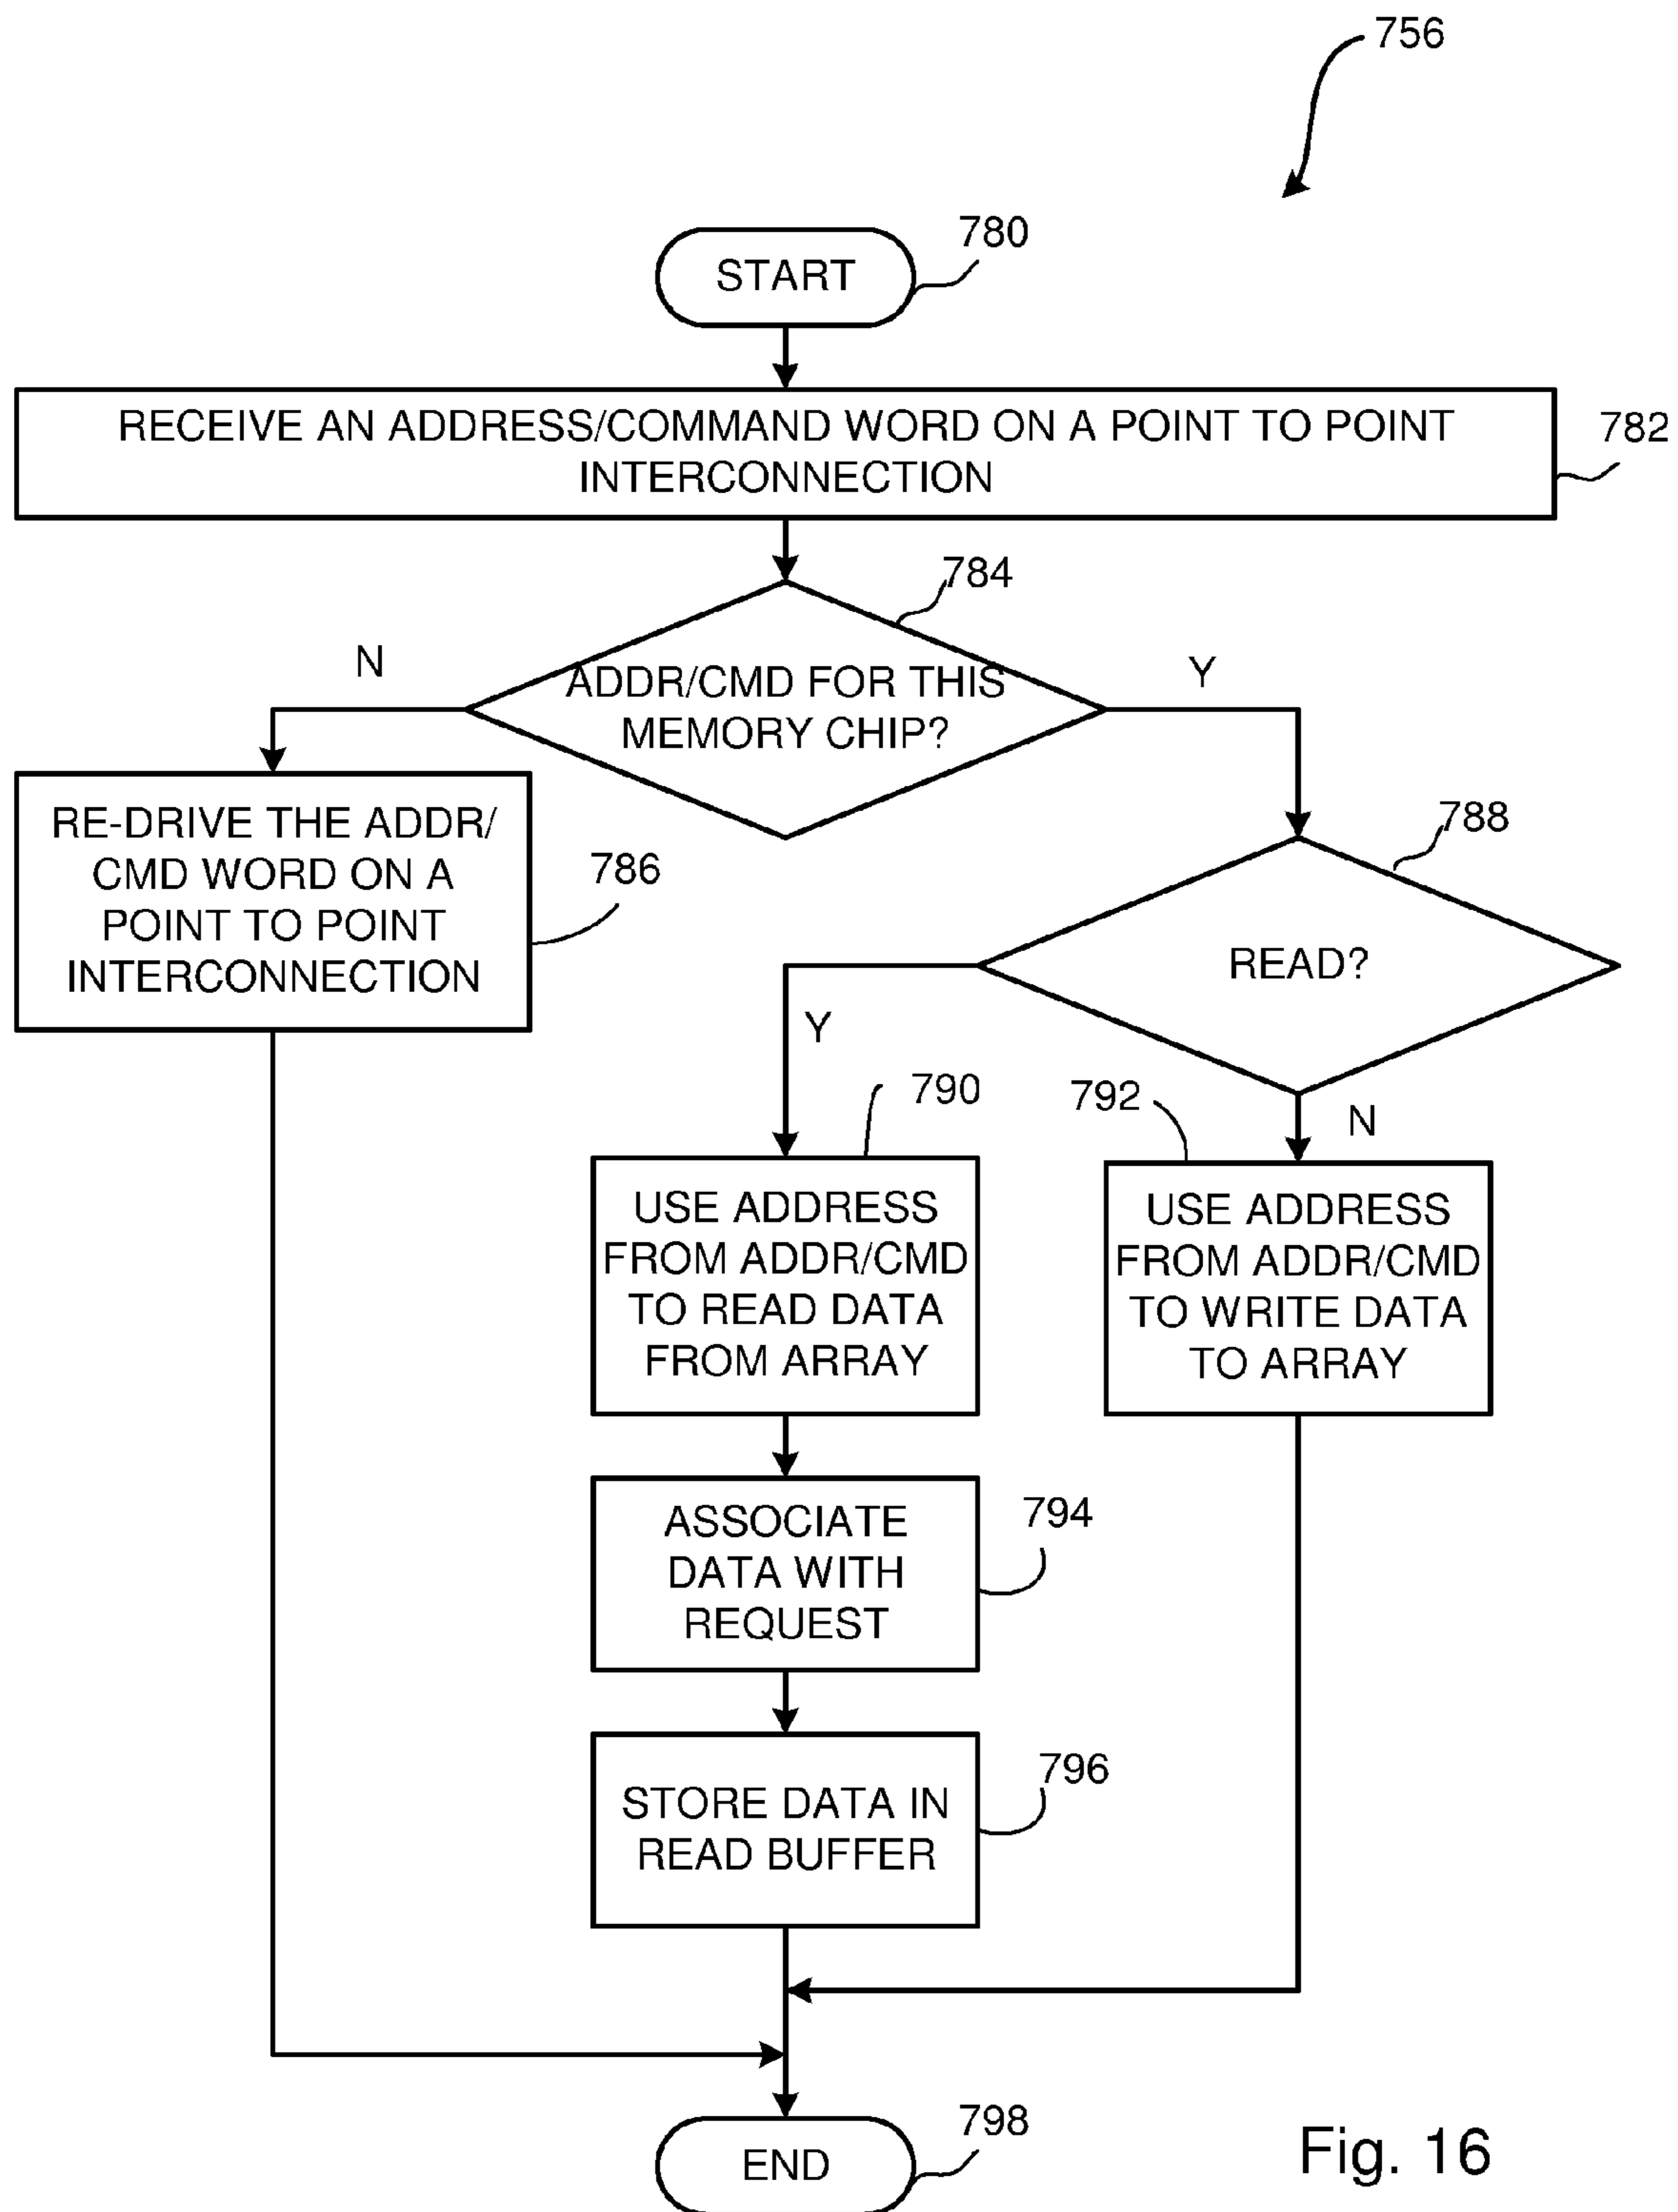 756
780
START
RECEIVE AN ADDRESS/COMMAND WORD ON A POINT TO POINT
INTERCONNECTION
782
784
N
ADDR/CMD FOR THIS
MEMORY CHIP?
Y
RE-DRIVE THE ADDR/
CMD WORD ON A
POINT TO POINT
INTERCONNECTION
786
788
READ?
Y
790
792
N
USE ADDRESS
FROM ADDR/CMD
TO READ DATA
FROM ARRAY
USE ADDRESS
FROM ADDR/CMD
TO WRITE DATA
TO ARRAY
ASSOCIATE
DATA WITH
REQUEST
794
STORE DATA IN
READ BUFFER
796
END
798
Fig. 16